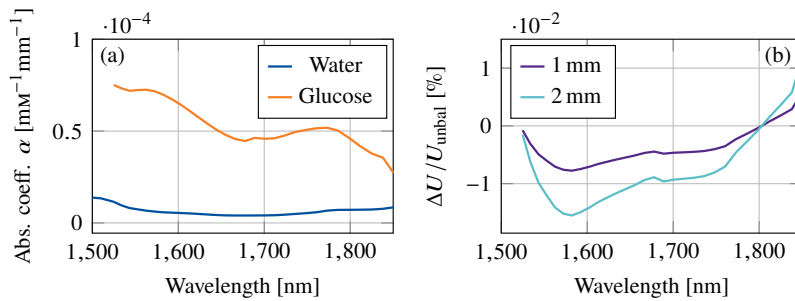 ·10⁻⁴
1
0.5
0
(a)
Water
Glucose
1,500
1,600
1,700
1,800
Wavelength [nm]
Abs. coeff. α [mM⁻¹mm⁻¹]
·10⁻²
1
0
−1
1 mm
2 mm
(b)
1,500
1,600
1,700
1,800
Wavelength [nm]
ΔU/U_unbal [%]